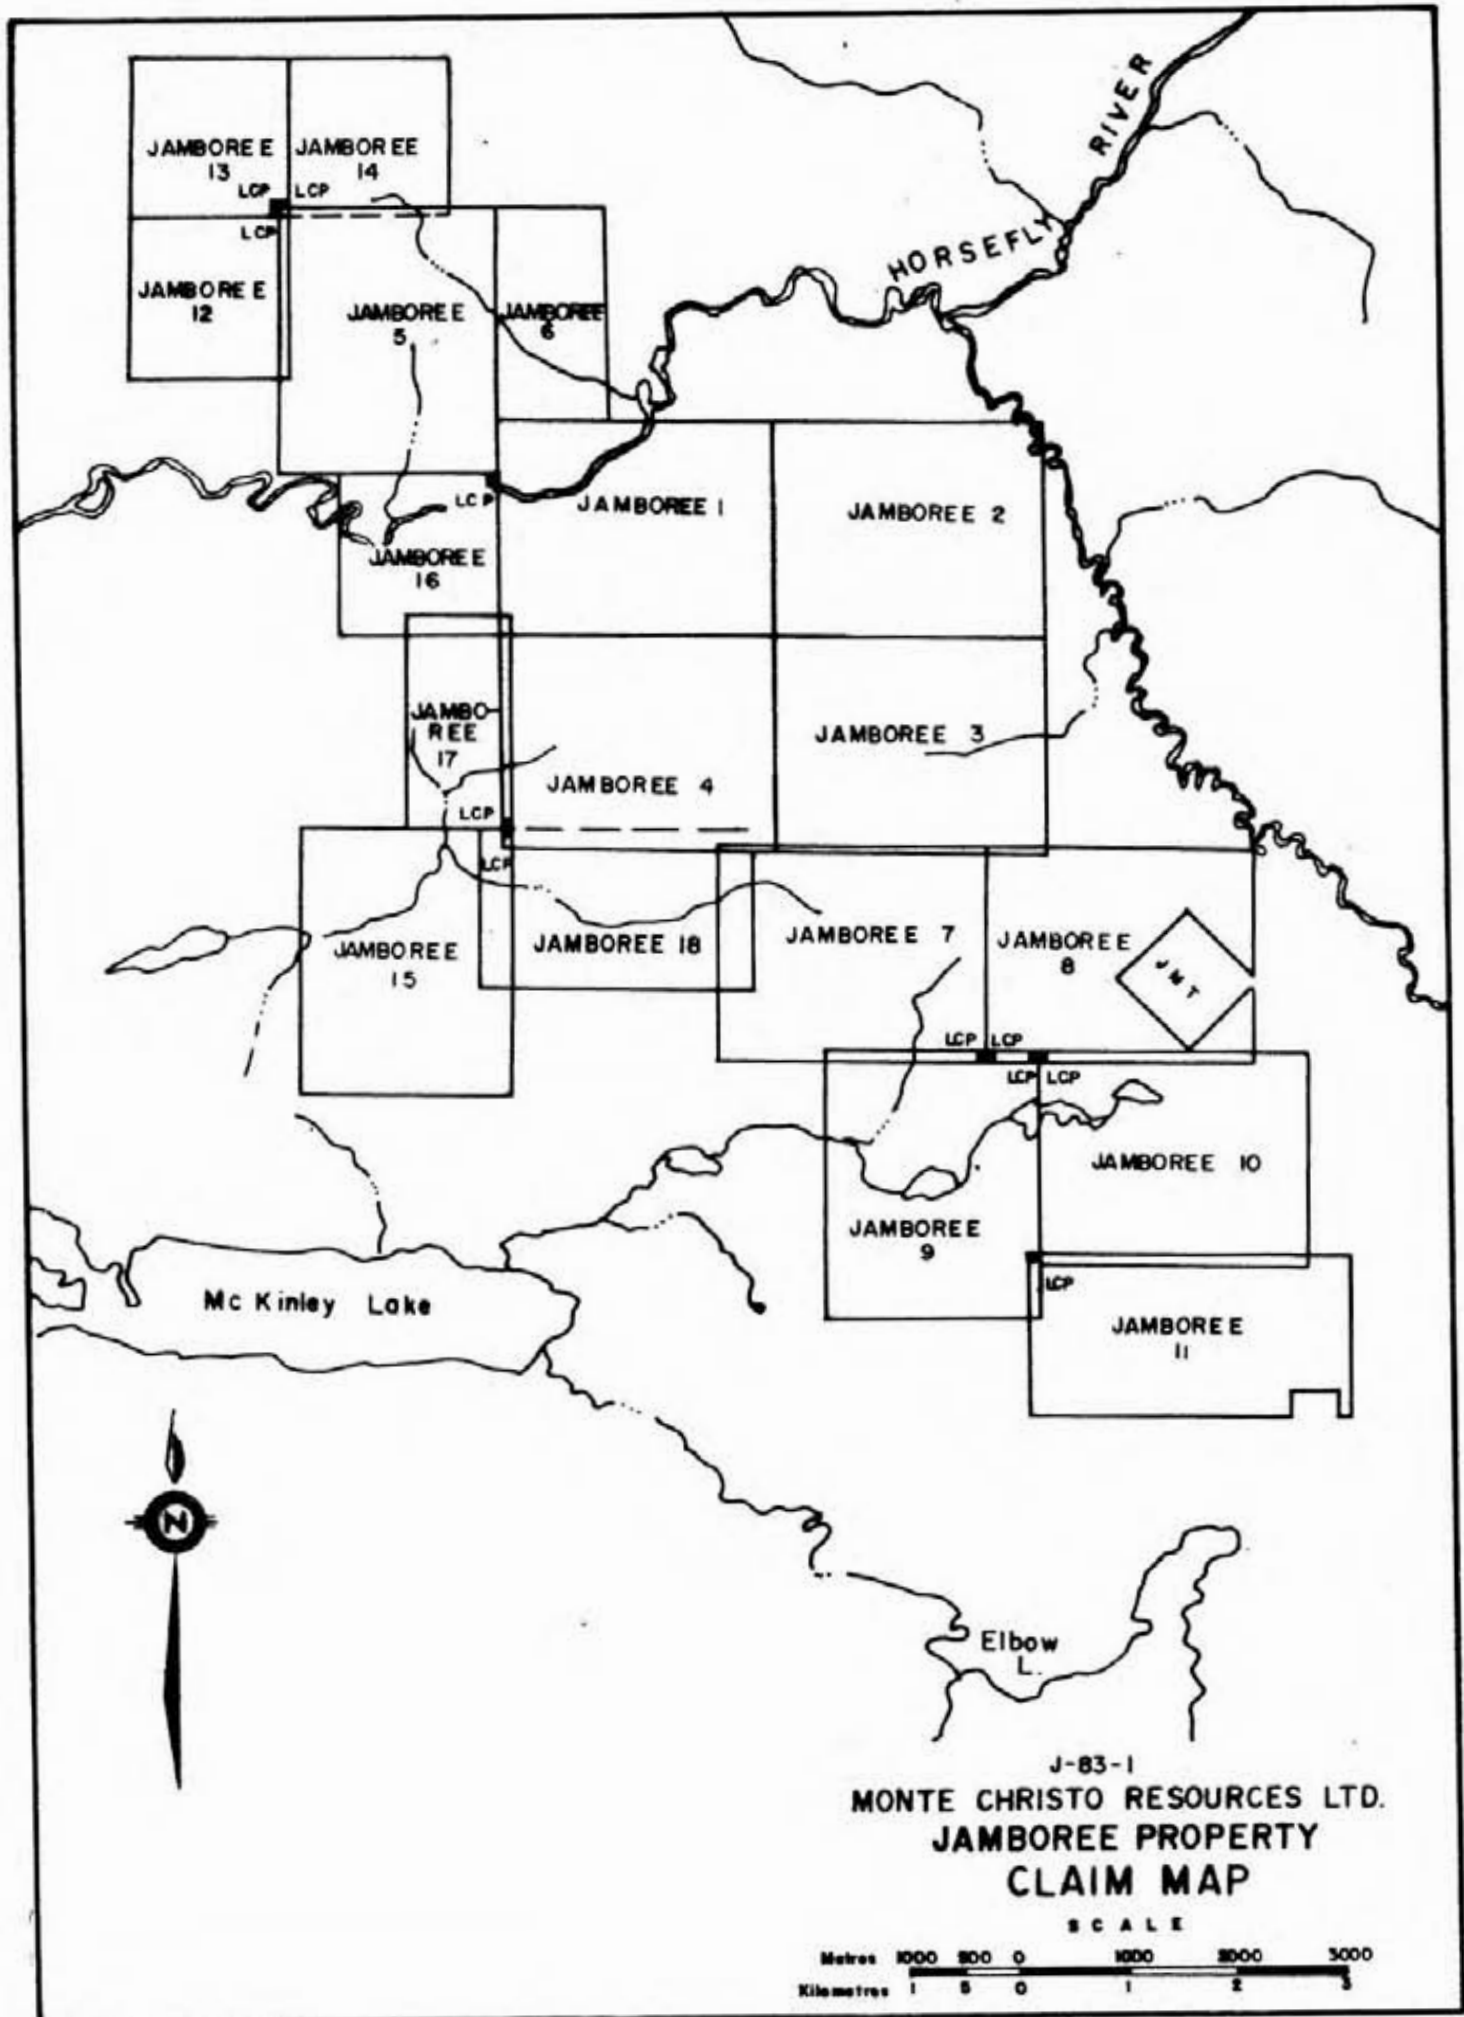 JAMBOREE
13
JAMBOREE
14
LCP
LCP
LCP
JAMBOREE
12
JAMBOREE
5
JAMBOREE
6
HORSEFLY RIVER
LCP
JAMBOREE 1
JAMBOREE 2
JAMBOREE
16
JAMBO-
REE
17
JAMBOREE 3
JAMBOREE 4
LCP
LCP
JAMBOREE
15
JAMBOREE 18
JAMBOREE 7
JAMBOREE
8
JMT
LCP
LCP
LCP
LCP
JAMBOREE 10
JAMBOREE
9
LCP
JAMBOREE
11
McKinley Lake
N
Elbow
L.
J-83-1
MONTE CHRISTO RESOURCES LTD.
JAMBOREE PROPERTY
CLAIM MAP
SCALE
Metres 1000 500 0 1000 2000 3000
Kilometres 1 5 0 1 2 3